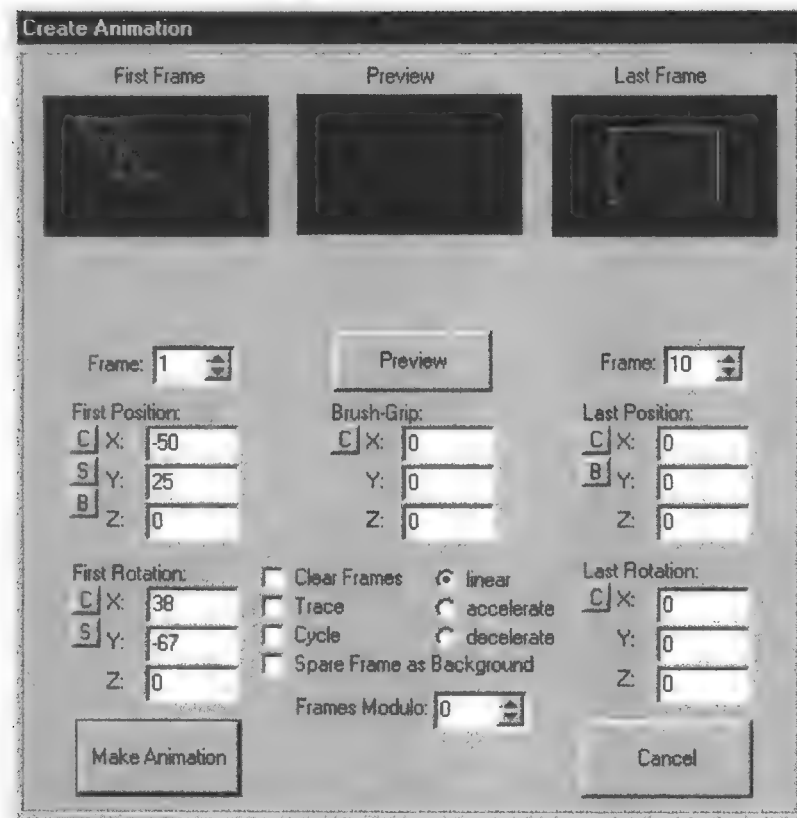 Create Animation
First Frame
Preview
Last Frame
Frame: 1
Preview
Frame: 10
First Position:
C X: -50
S Y: 25
B Z: 0
Brush-Grip:
C X: 0
Y: 0
Z: 0
Last Position:
C X: 0
B Y: 0
Z: 0
First Rotation:
C X: 38
S Y: -67
Z: 0
Clear Frames
Trace
Cycle
Spare Frame as Background
linear
accelerate
decelerate
Frames Modulo: 0
Last Rotation:
C X: 0
Y: 0
Z: 0
Make Animation
Cancel